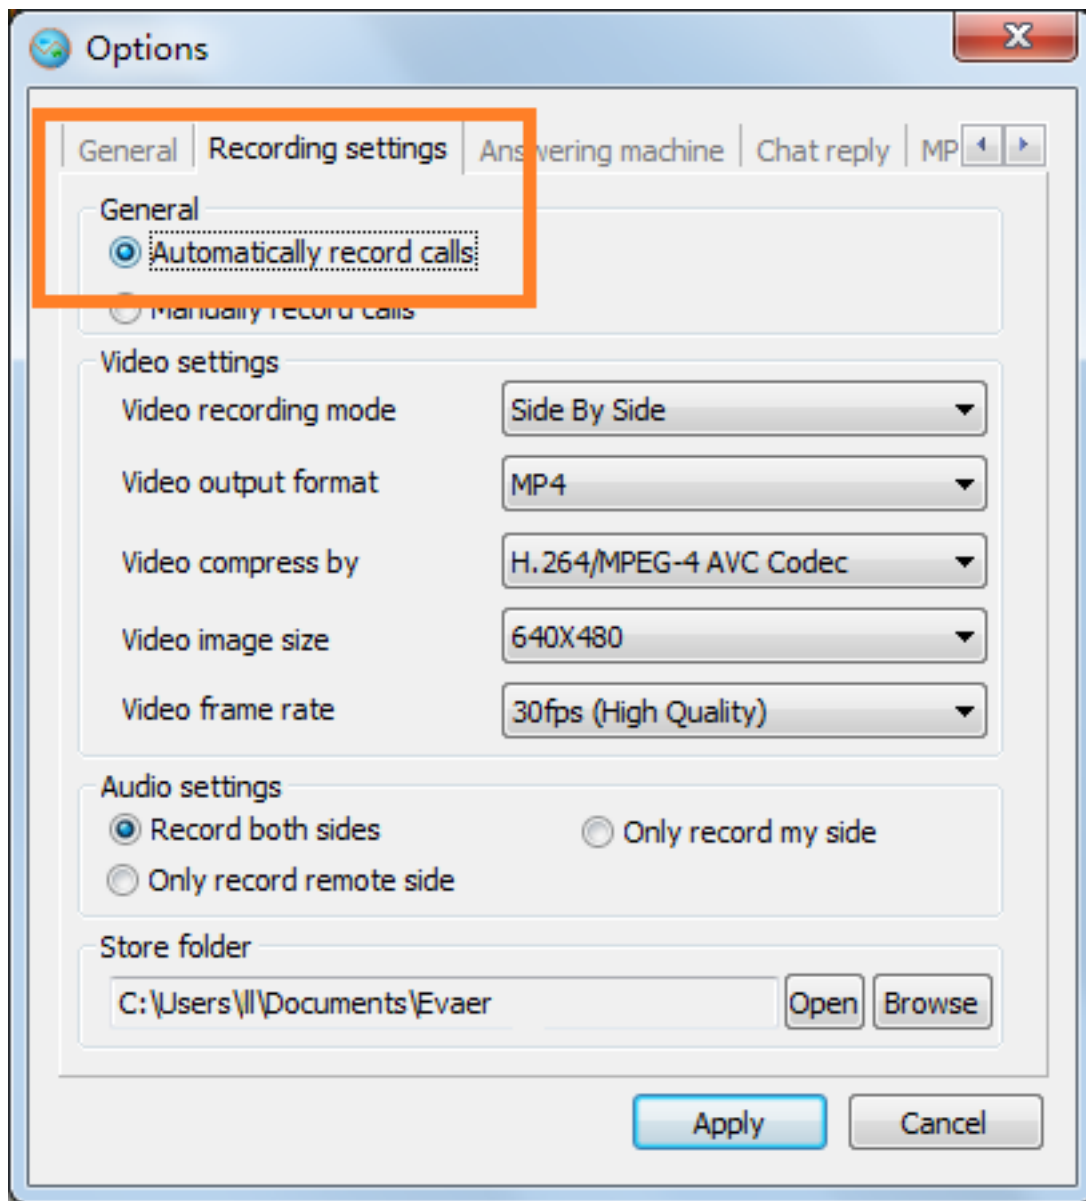 Options
General Recording settings Answering machine Chat reply MP
General
Automatically record calls
Manually record calls
Video settings
Video recording mode Side By Side
Video output format MP4
Video compress by H.264/MPEG-4 AVC Codec
Video image size 640X480
Video frame rate 30fps (High Quality)
Audio settings
Record both sides Only record my side
Only record remote side
Store folder
C:\Users\ll\Documents\Evaer Open Browse
Apply Cancel